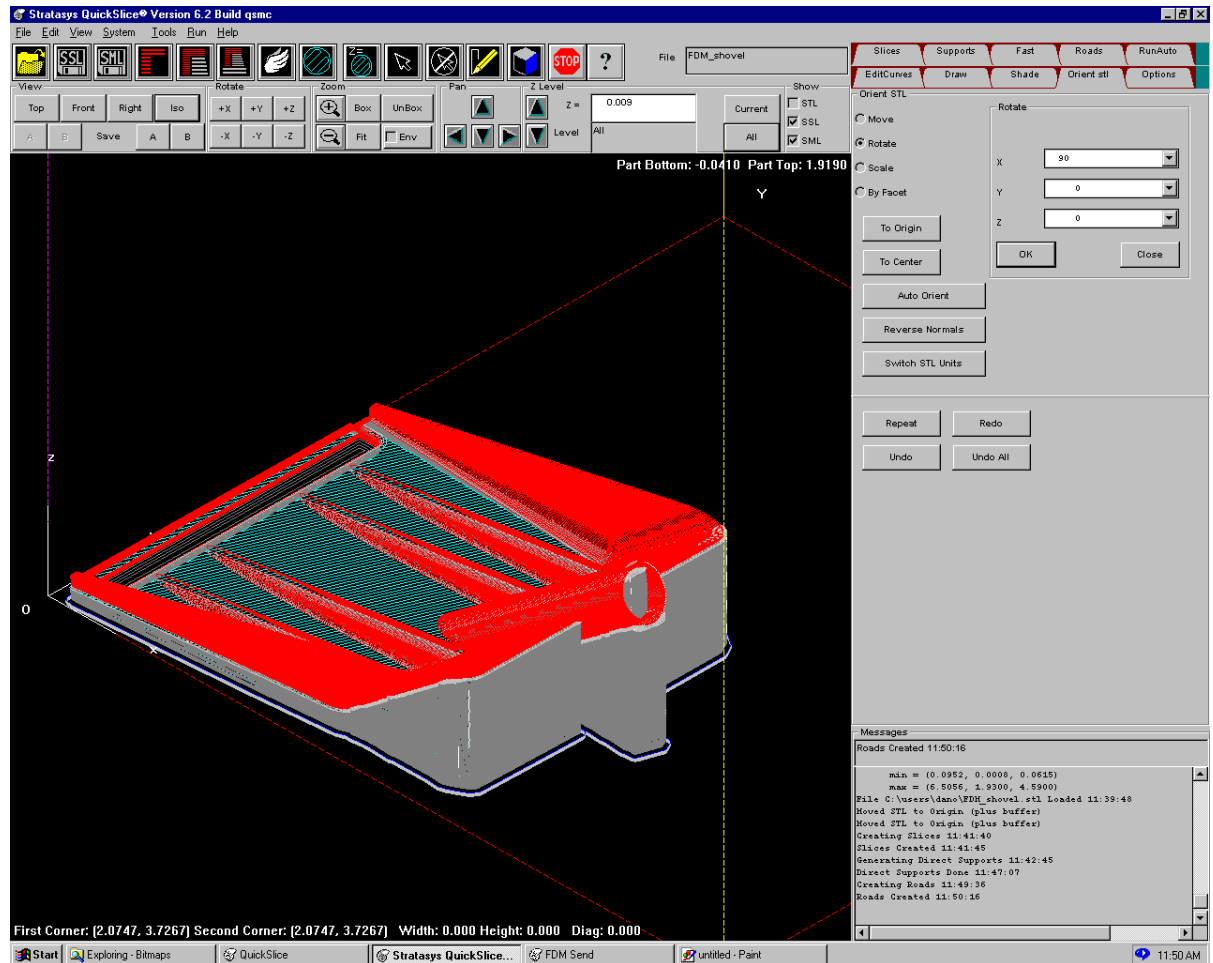 Stratasys QuickSlice® Version 6.2 Build qsmc
File Edit View System Tools Run Help
SSL SML Z= STOP ? File FDM_shovel
View Rotate Zoom Pan Z Level Show
Top Front Right Iso +X +Y +Z Box UnBox Z = 0.009 Current STL
SSL
A B Save A B -X -Y -Z Fit Env Level All All SML
Slices Supports Fast Roads RunAuto
EditCurves Draw Shade Orient stl Options
Orient STL
Move
Rotate
Scale
By Facet
Rotate
X 90
Y 0
Z 0
OK Close
To Origin
To Center
Auto Orient
Reverse Normals
Switch STL Units
Repeat Redo
Undo Undo All
Part Bottom: -0.0410 Part Top: 1.9190
Y
Z
0
X
First Corner: (2.0747, 3.7267) Second Corner: (2.0747, 3.7267) Width: 0.000 Height: 0.000 Diag: 0.000
Messages
Roads Created 11:50:16
min = (0.0952, 0.0008, 0.0615)
max = (6.5056, 1.9300, 4.5900)
File C:\users\dano\FDM_shovel.stl Loaded 11:39:48
Moved STL to Origin (plus buffer)
Moved STL to Origin (plus buffer)
Creating Slices 11:41:40
Slices Created 11:41:45
Generating Direct Supports 11:42:45
Direct Supports Done 11:47:07
Creating Roads 11:49:36
Roads Created 11:50:16
Start Exploring - Bitmaps QuickSlice Stratasys QuickSlice... FDM Send untitled - Paint 11:50 AM